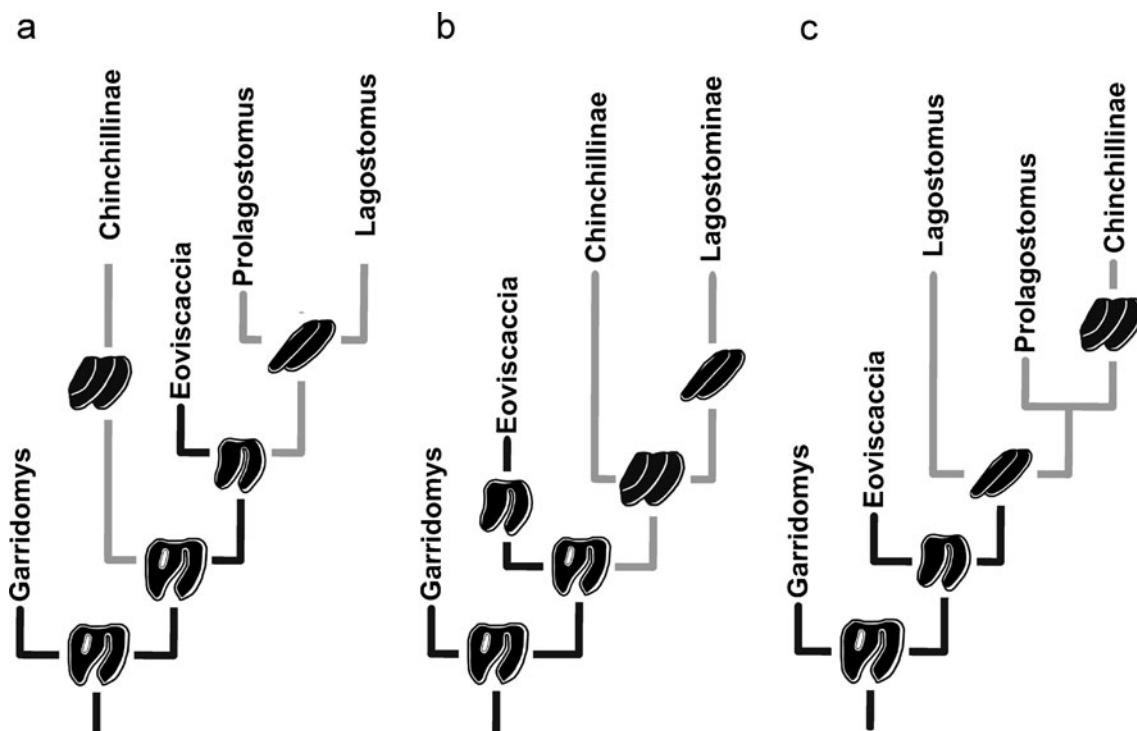 a
Garridomys
Chinchillinae
Eoviscaccia
Prolagostomus
Lagostomus
b
Garridomys
Eoviscaccia
Chinchillinae
Lagostominae
c
Garridomys
Eoviscaccia
Lagostomus
Prolagostomus
Chinchillinae